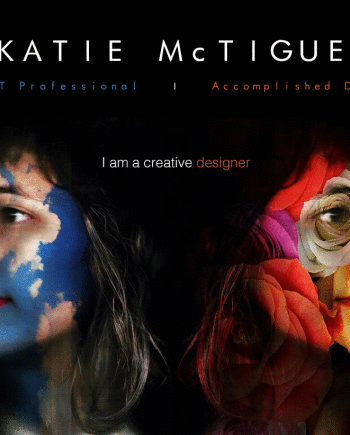 KATIE McTIGUE
T Professional | Accomplished D
I am a creative designer